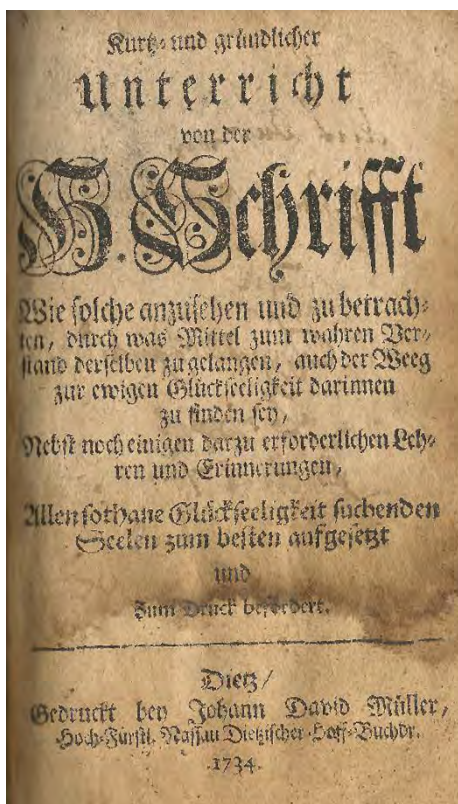 Kurtz- und gründlicher
Unterricht
von der
H. Schrifft
Wie solche anzusehen und zu betrach-
ten, durch was Mittel zum wahren Ver-
stand derselben zu gelangen, auch der Weeg
zur ewigen Glückseeligkeit darinnen
zu finden sey,
Nebst noch einigen darzu erforderlichen Leh-
ren und Erinnerungen,
Allen sothane Glückseeligkeit suchenden
Seelen zum besten aufgesetzt
und
Zum Druck befördert.
Dietz/
Gedruckt bey Johann David Müller,
Hoch-Fürstl. Nassau Dietzischer Hoff-Buchdr.
1734.